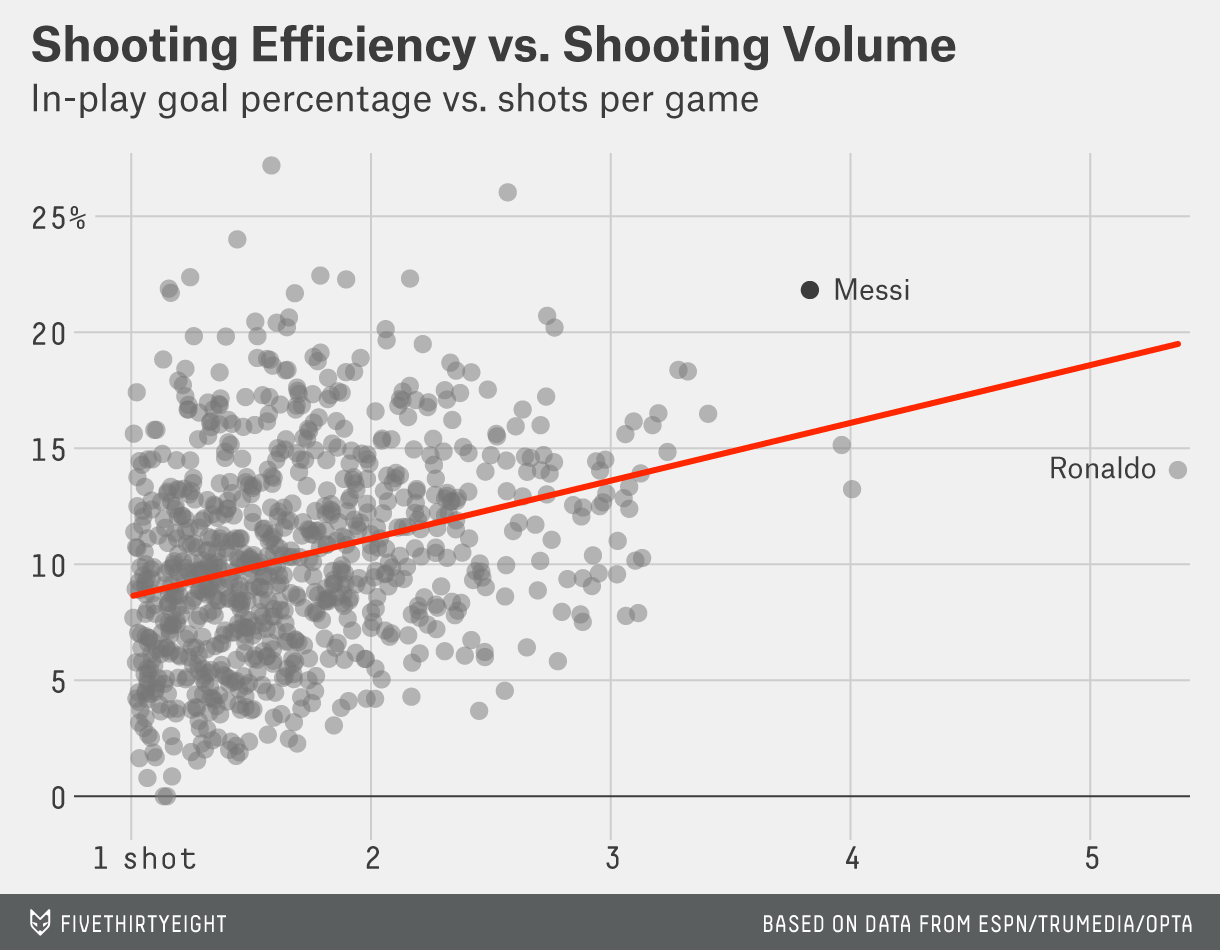 Shooting Efficiency vs. Shooting Volume
In-play goal percentage vs. shots per game
25%
Messi
20
15
Ronaldo
10
5
0
1 shot 2 3 4 5
FIVETHIRTYEIGHT BASED ON DATA FROM ESPN/TRUMEDIA/OPTA